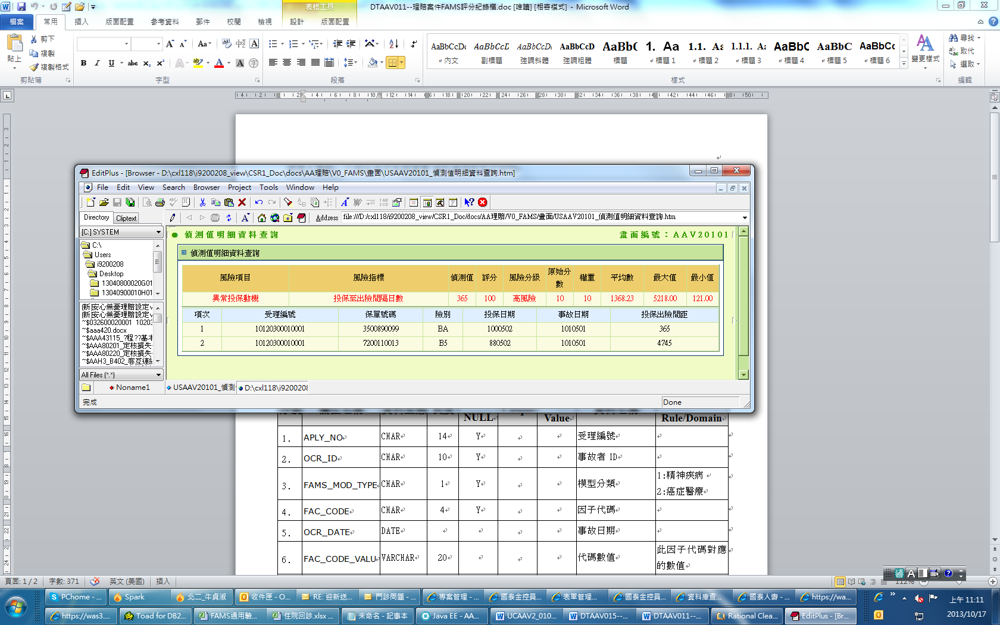 DTAAV011--理賠案件FAMS評分紀錄檔.doc [唯讀] [相容模式] - Microsoft Word
表格工具
檔案 常用 插入 版面配置 參考資料 郵件 校閱 檢視 設計 版面配置
貼上
剪下
複製
複製格式
剪貼簿 字型 段落 樣式 編輯
AaBbCcDc AaBbCcD AaBbCcDc AaBbCcD AaBbC 1. Aa 1.1. Aa 1.1.1. Aa AaBbC AaBbC AaBbCc
內文 副標題 強調斜體 強調粗體 標題 標題 1 標題 2 標題 3 標題 4 標題 5 標題 6
變更樣式
尋找
取代
選取
EditPlus - [Browser - D:\cxl118\i9200208_view\CSR1_Doc\docs\AA理賠\V0_FAMS\畫面\USAAV20101_偵測值明細資料查詢.htm]
File Edit View Search Browser Project Tools Window Help
Directory Cliptext
Address file:///D:/cxl118/i9200208_view/CSR1_Doc/docs/AA理賠/V0_FAMS/畫面/USAAV20101_偵測值明細資料查詢.htm
[C:] SYSTEM
C:\
Users
i9200208
Desktop
13040800020G01
13040900010H01
(新安心無憂理賠設定v
(新安心無憂理賠設定v
~$032600020001 10203
~$aaa420.docx
~$AAA43115_?程??基本
~$AAA80201_定核損失
~$AAA80220_定核損失
~$AAH3_B402_客互連結
All Files (*.*)
偵測值明細資料查詢 畫面編號：AAV20101
偵測值明細資料查詢
風險項目 風險指標 偵測值 評分 風險分級 原始分數 權重 平均數 最大值 最小值
異常投保動機 投保至出險間隔日數 365 100 高風險 10 10 1368.23 5218.00 121.00
項次 受理編號 保單號碼 險別 投保日期 事故日期 投保出險間距
1 10120300010001 3500890099 BA 1000502 1010501 365
2 10120300010001 7200110013 B5 880502 1010501 4745
Noname1 USAAV20101_偵測 D:\cxl118\i9200208
完成 Done
NULL Value Rule/Domain
1. APLY_NO CHAR 14 Y 受理編號
2. OCR_ID CHAR 10 Y 事故者 ID
3. FAMS_MOD_TYPE CHAR 1 Y 模型分類 1:精神疾病
2:癌症醫療
4. FAC_CODE CHAR 4 Y 因子代碼
5. OCR_DATE DATE 事故日期
6. FAC_CODE_VALU VARCHAR 20 代碼數值 此因子代碼對應
的數值
頁面: 1 / 2 字數: 371 英文 (美國) 插入 112%
PChome - ... Spark 北二_牛貞淑 收件匣 - O... RE: 迎新送... 門診問題 - ... 專案管理 - ... 國泰金控員... 表單管理... 國泰金控員... 資料庫查... 國泰人壽 - ... https://wa...
https://was3.... Toad for DB2... FAMS適用驗... 住院回診.xlsx ... 未命名 - 記事本 Java EE - AA... UCAAV2_010... DTAAV015--... DTAAV011--... Rational Clea... EditPlus - [Br...
上午 11:11
2013/10/17